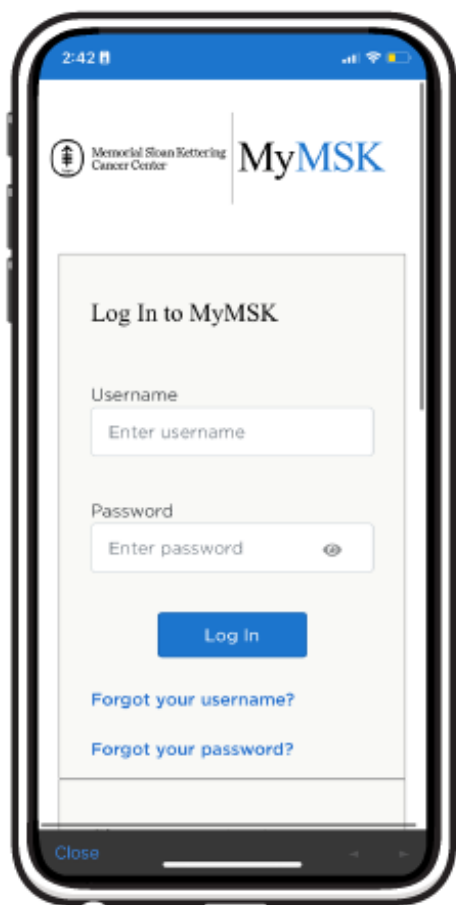 2:42
Memorial Sloan Kettering
Cancer Center
MyMSK
Log In to MyMSK
Username
Enter username
Password
Enter password
Log In
Forgot your username?
Forgot your password?
Close